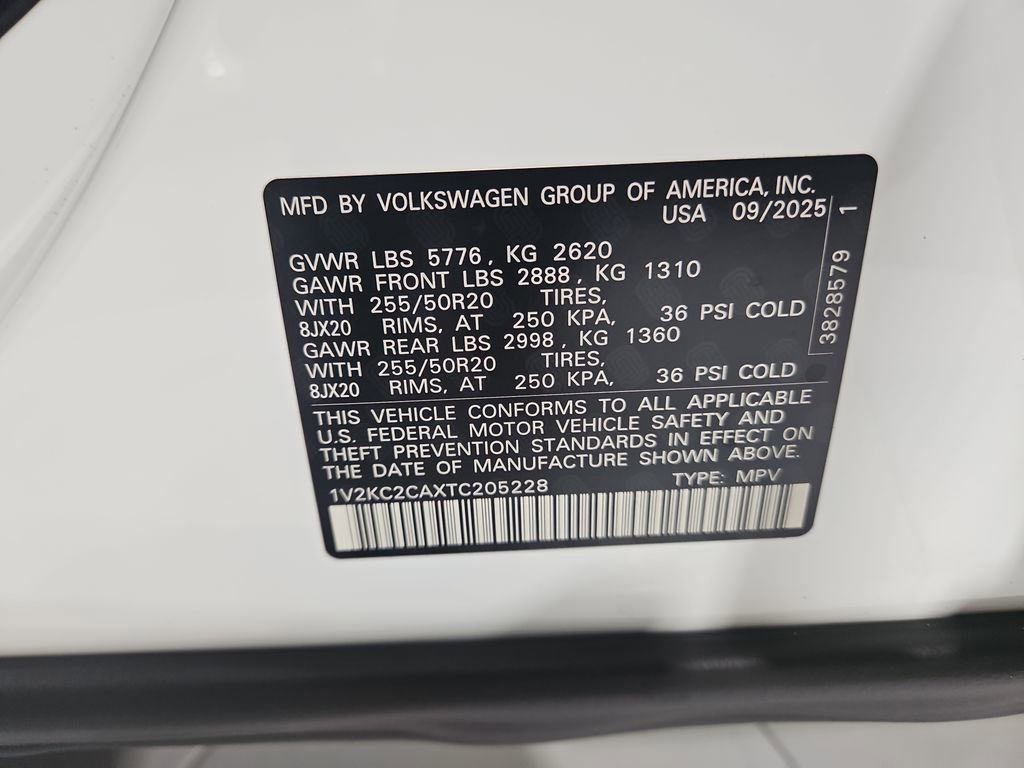 MFD BY VOLKSWAGEN GROUP OF AMERICA, INC.
USA 09/2025
GVWR LBS 5776, KG 2620
GAWR FRONT LBS 2888, KG 1310
WITH 255/50R20 TIRES,
8JX20 RIMS, AT 250 KPA, 36 PSI COLD
GAWR REAR LBS 2998, KG 1360
WITH 255/50R20 TIRES,
8JX20 RIMS, AT 250 KPA, 36 PSI COLD
THIS VEHICLE CONFORMS TO ALL APPLICABLE
U.S. FEDERAL MOTOR VEHICLE SAFETY AND
THEFT PREVENTION STANDARDS IN EFFECT ON
THE DATE OF MANUFACTURE SHOWN ABOVE.
1V2KC2CAXTC205228 TYPE: MPV
3828579 1